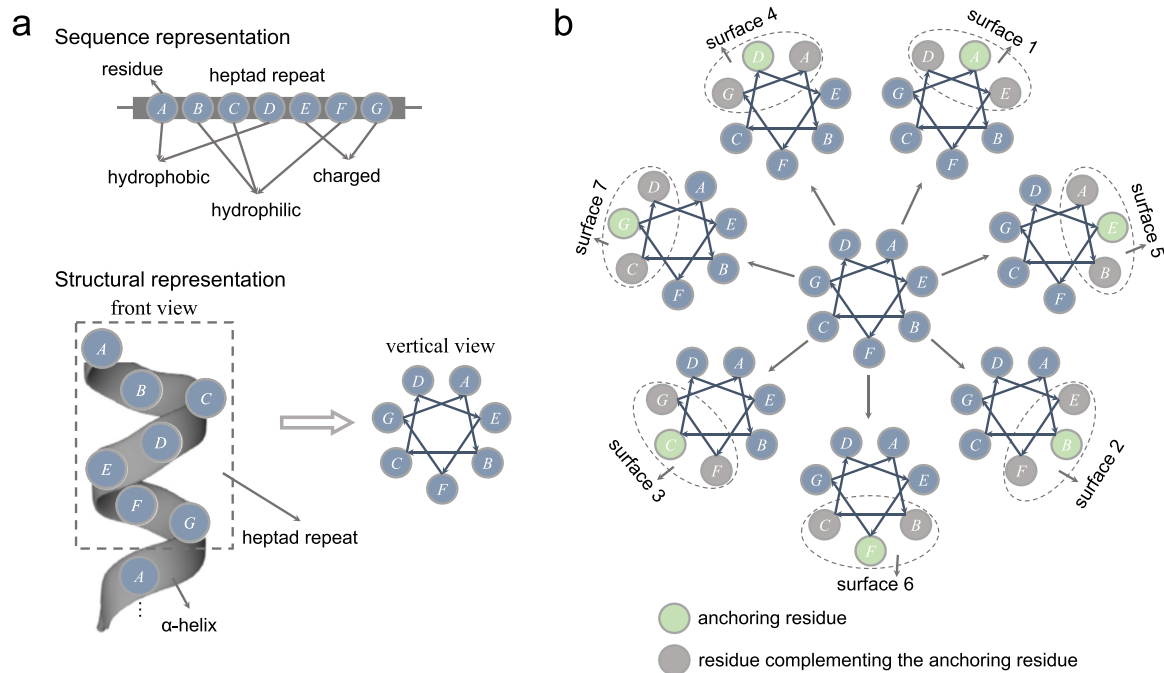 a
Sequence representation
residue
heptad repeat
A B C D E F G
hydrophobic
charged
hydrophilic
Structural representation
front view
A
B
C
D
E
F
G
A
heptad repeat
α-helix
vertical view
D A
G E
C B
F
b
surface 4
D A
G E
C B
F
surface 1
D A
G E
C B
F
surface 7
D A
G E
C B
F
D A
G E
C B
F
surface 5
D A
G E
C B
F
surface 3
D A
G E
C B
F
surface 6
D A
G E
C B
F
surface 2
D A
G E
C B
F
anchoring residue
residue complementing the anchoring residue